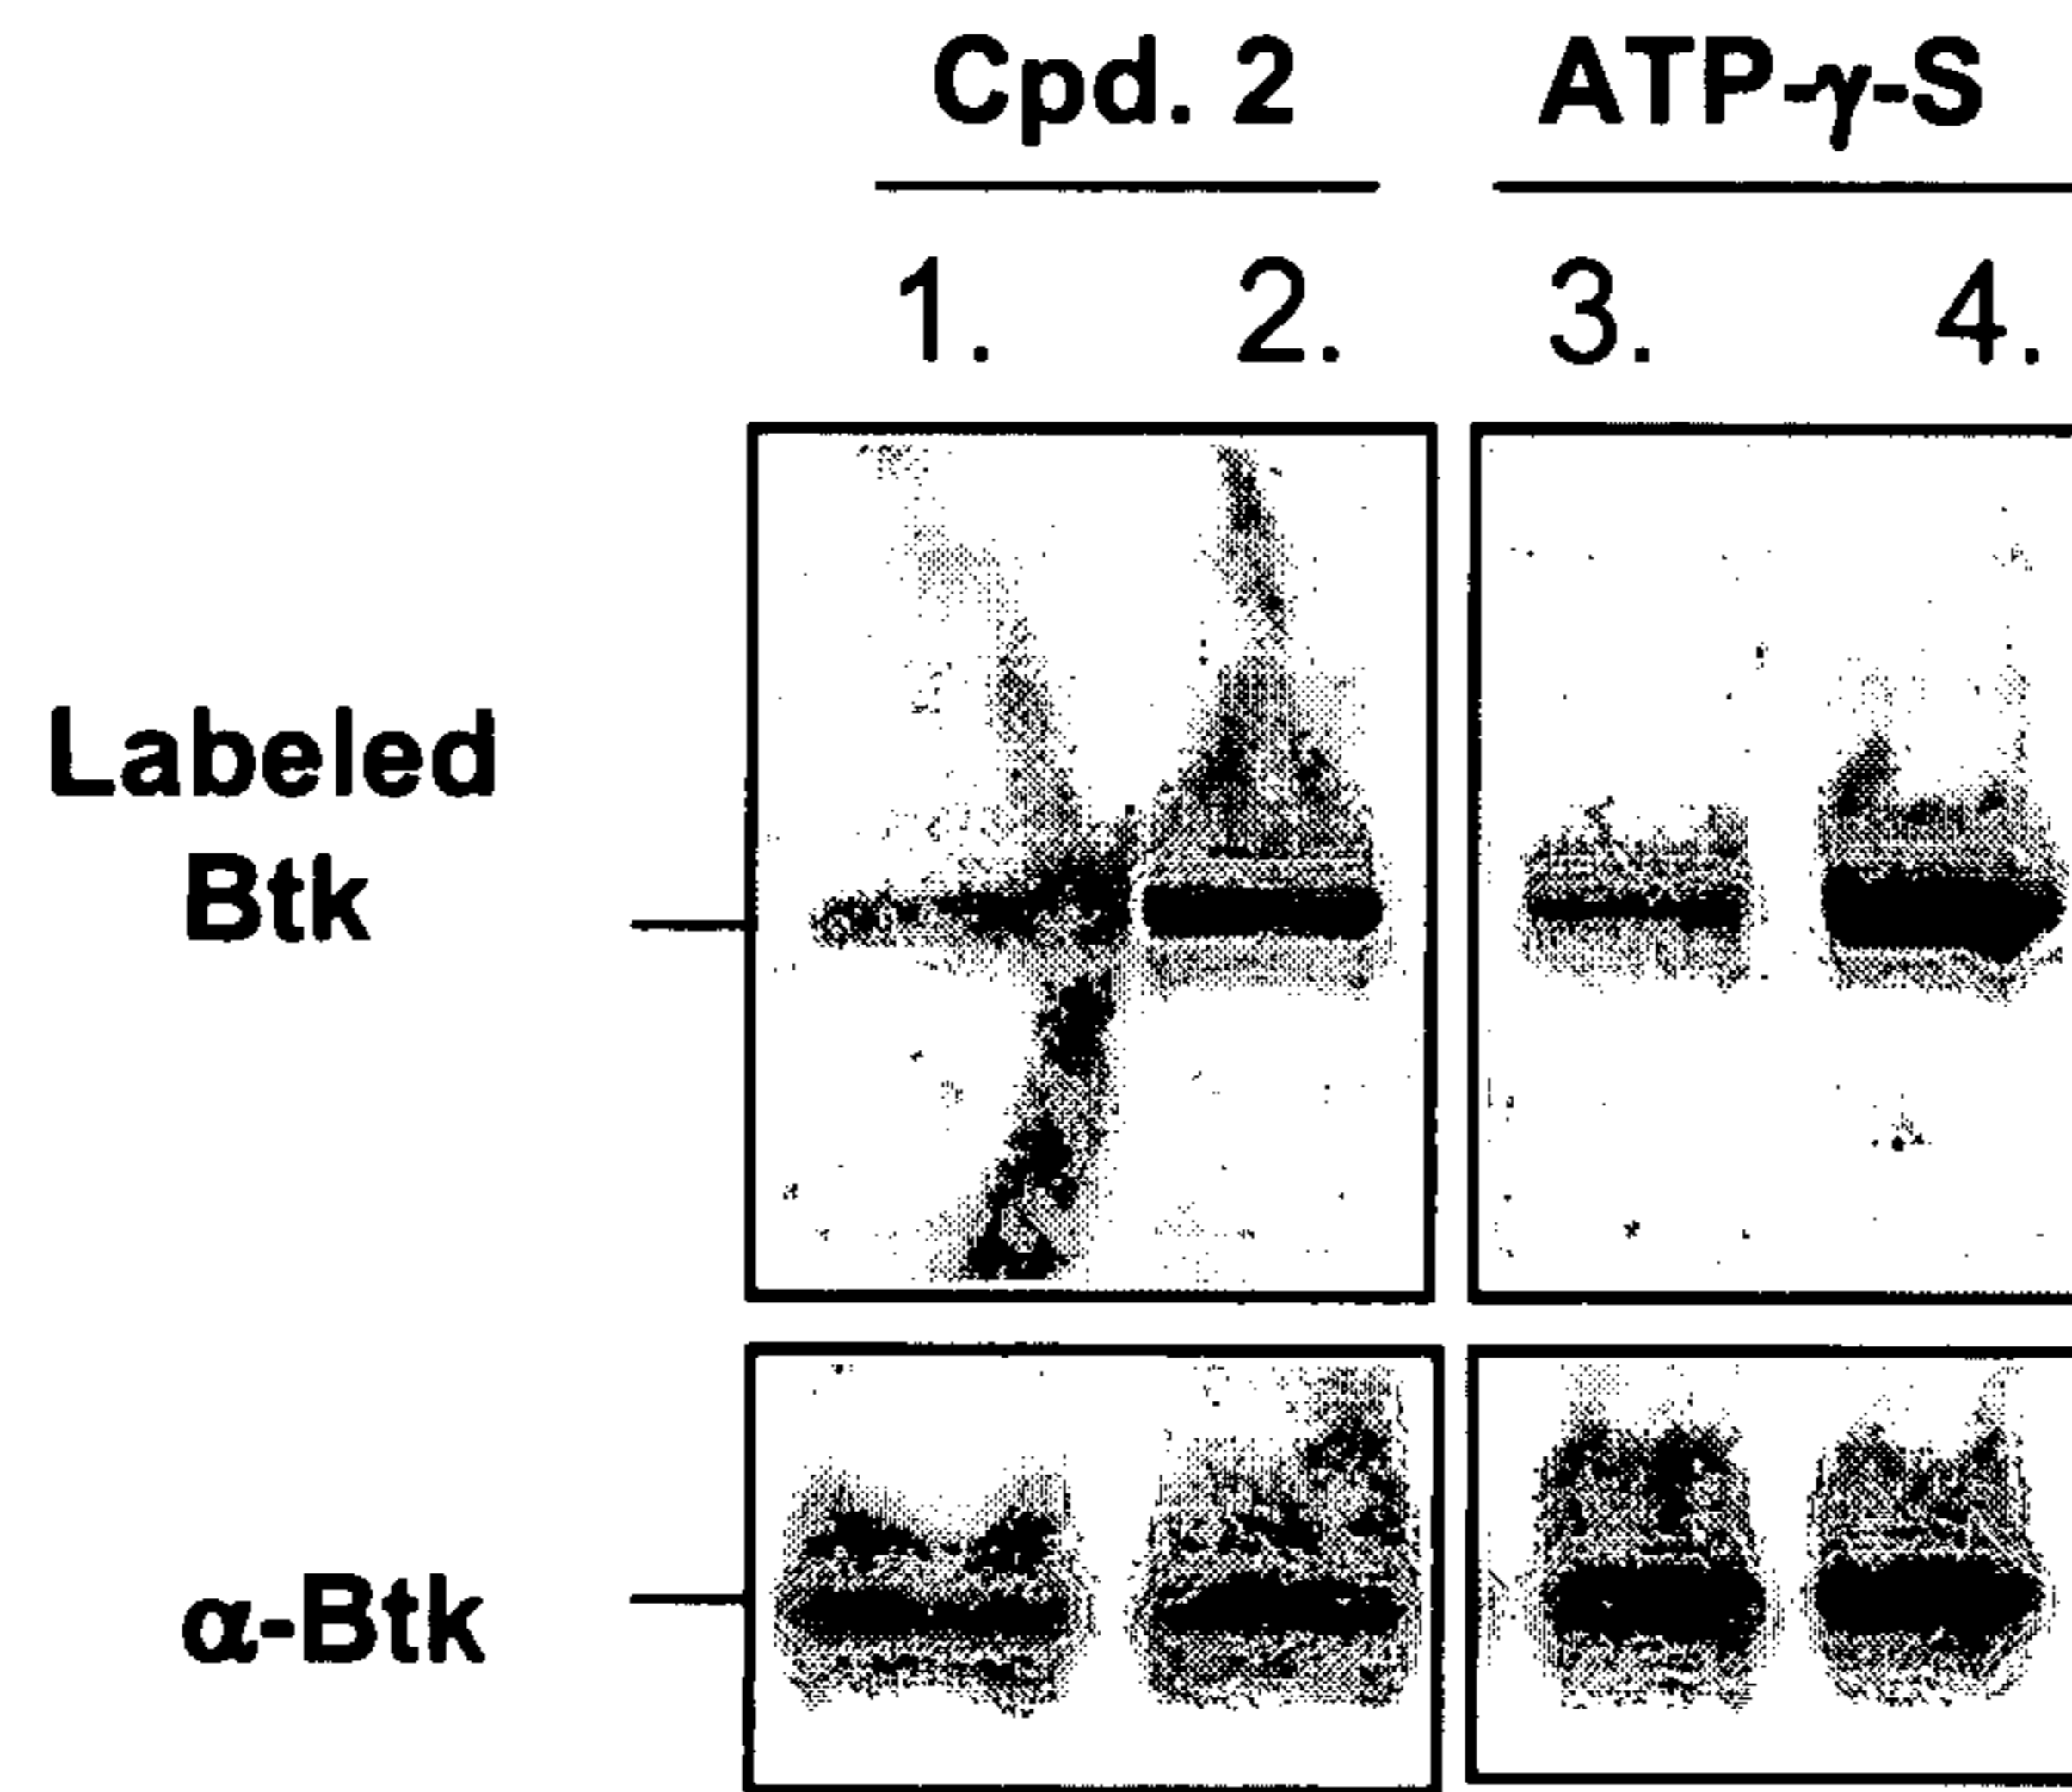 Cpd. 2 ATP-γ-S
1. 2. 3. 4.
Labeled
Btk
α-Btk